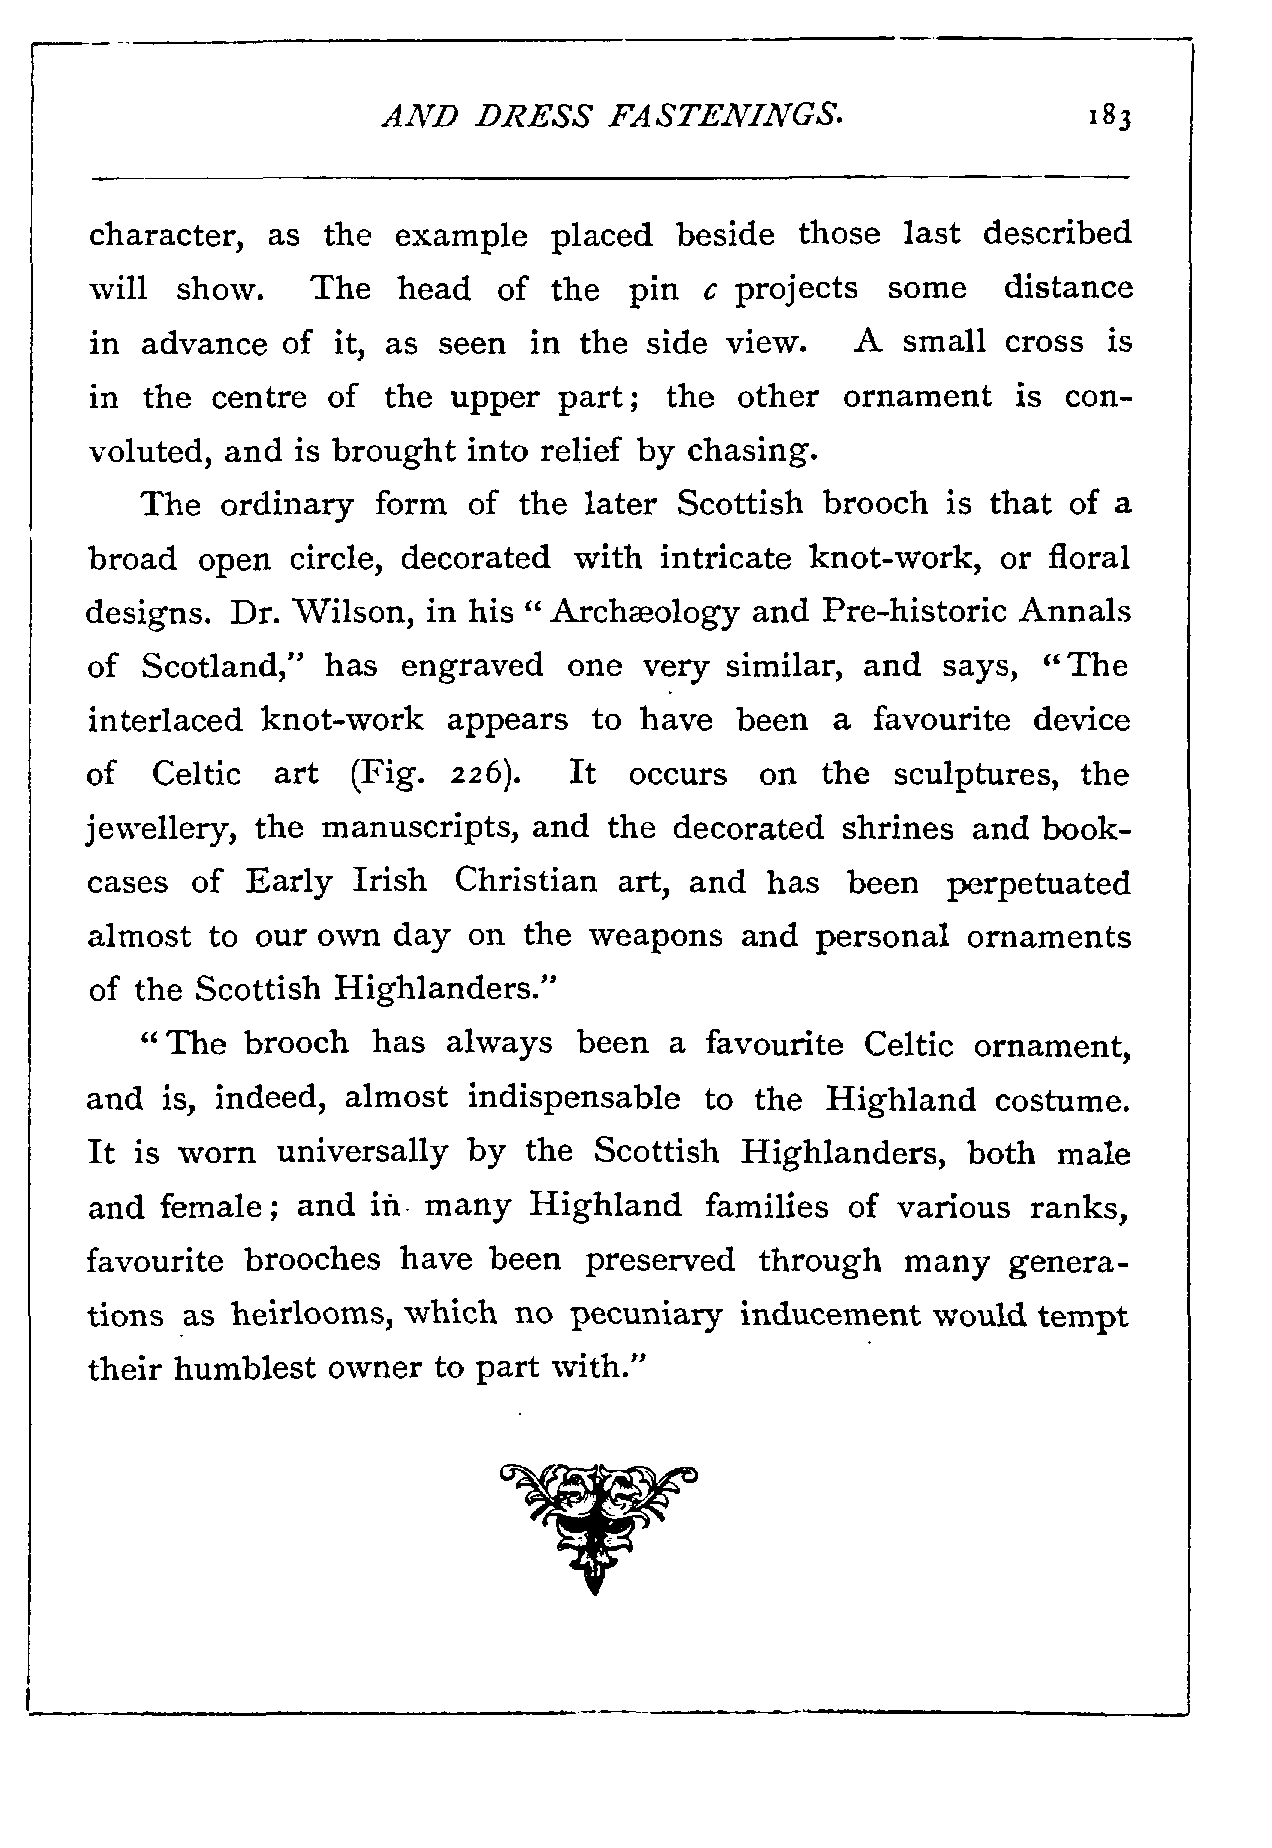 AND DRESS FASTENINGS. 183
character, as the example placed beside those last described
will show. The head of the pin c projects some distance
in advance of it, as seen in the side view. A small cross is
in the centre of the upper part; the other ornament is con-
voluted, and is brought into relief by chasing.
The ordinary form of the later Scottish brooch is that of a
broad open circle, decorated with intricate knot-work, or floral
designs. Dr. Wilson, in his “Archæology and Pre-historic Annals
of Scotland,” has engraved one very similar, and says, “The
interlaced knot-work appears to have been a favourite device
of Celtic art (Fig. 226). It occurs on the sculptures, the
jewellery, the manuscripts, and the decorated shrines and book-
cases of Early Irish Christian art, and has been perpetuated
almost to our own day on the weapons and personal ornaments
of the Scottish Highlanders.”
“The brooch has always been a favourite Celtic ornament,
and is, indeed, almost indispensable to the Highland costume.
It is worn universally by the Scottish Highlanders, both male
and female; and in many Highland families of various ranks,
favourite brooches have been preserved through many genera-
tions as heirlooms, which no pecuniary inducement would tempt
their humblest owner to part with.”